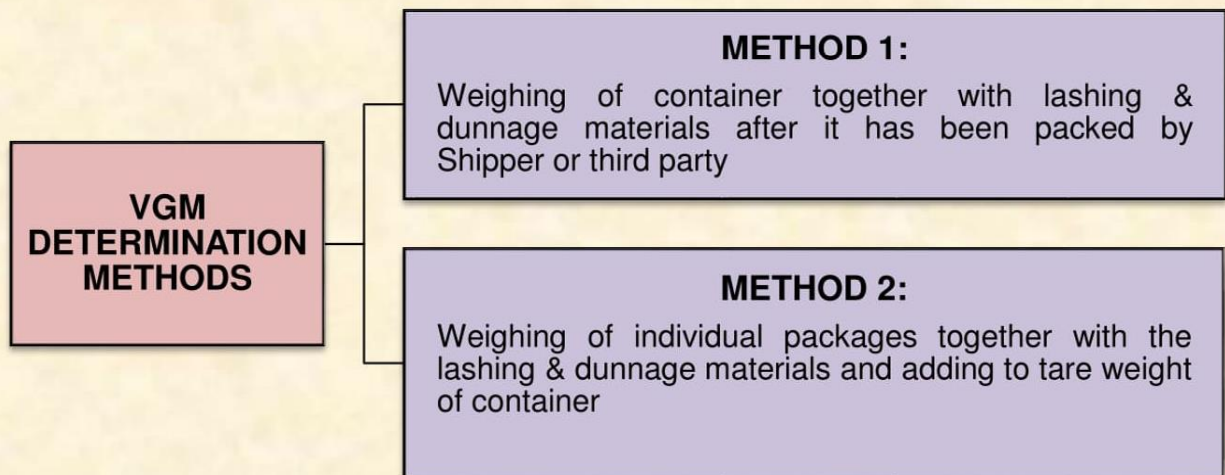 VGM
DETERMINATION
METHODS
METHOD 1:
Weighing of container together with lashing &
dunnage materials after it has been packed by
Shipper or third party
METHOD 2:
Weighing of individual packages together with the
lashing & dunnage materials and adding to tare weight
of container